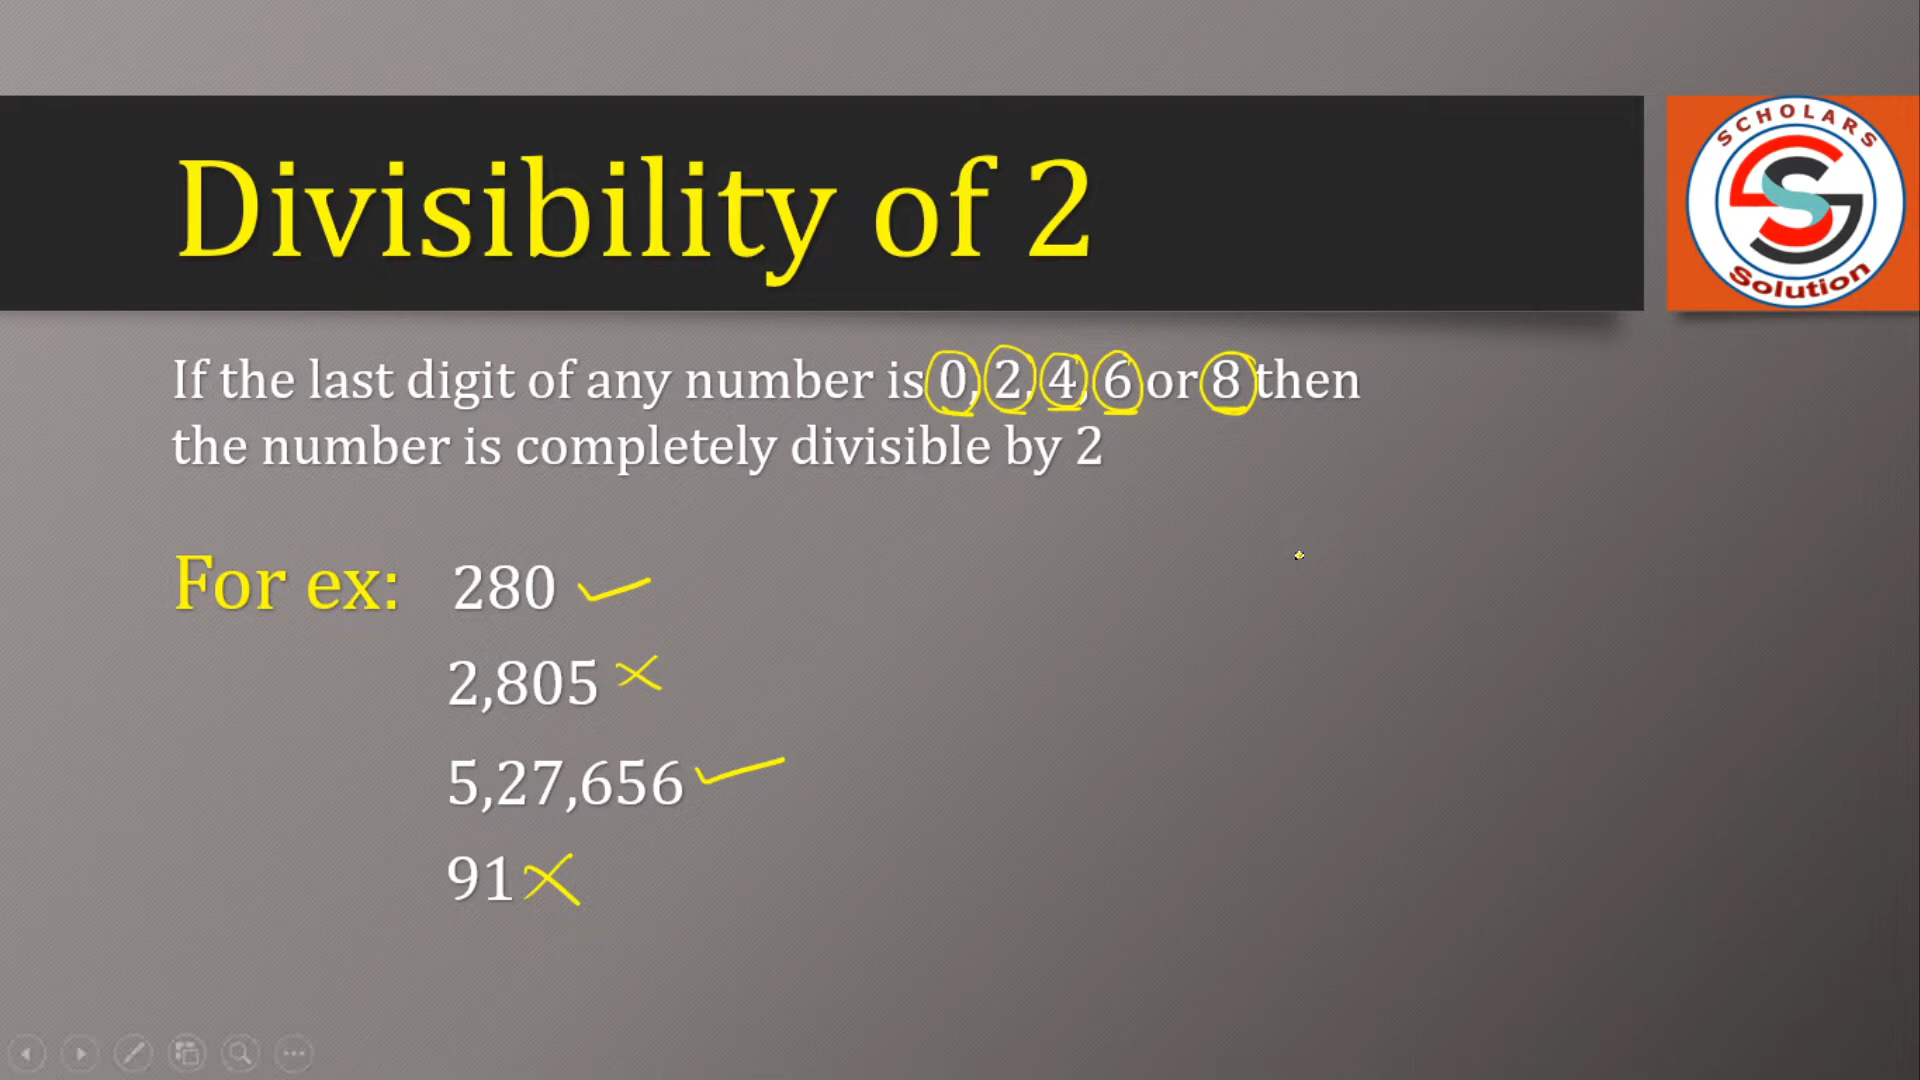 Divisibility of 2
SCHOLARS
Solution
If the last digit of any number is 0, 2, 4, 6 or 8 then
the number is completely divisible by 2
For ex: 280
2,805
5,27,656
91